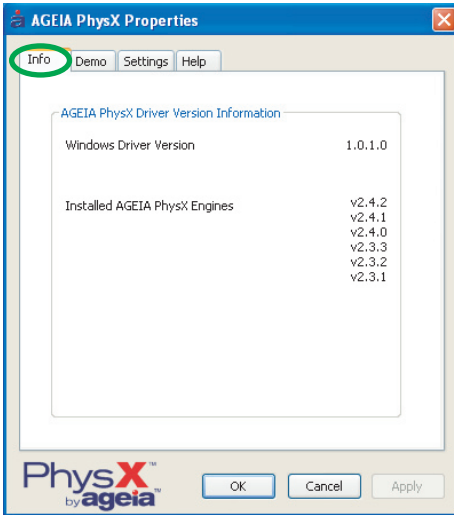 AGEIA PhysX Properties
Info Demo Settings Help
AGEIA PhysX Driver Version Information
Windows Driver Version 1.0.1.0
Installed AGEIA PhysX Engines v2.4.2
v2.4.1
v2.4.0
v2.3.3
v2.3.2
v2.3.1
PhysX™
by ageia™
OK Cancel Apply